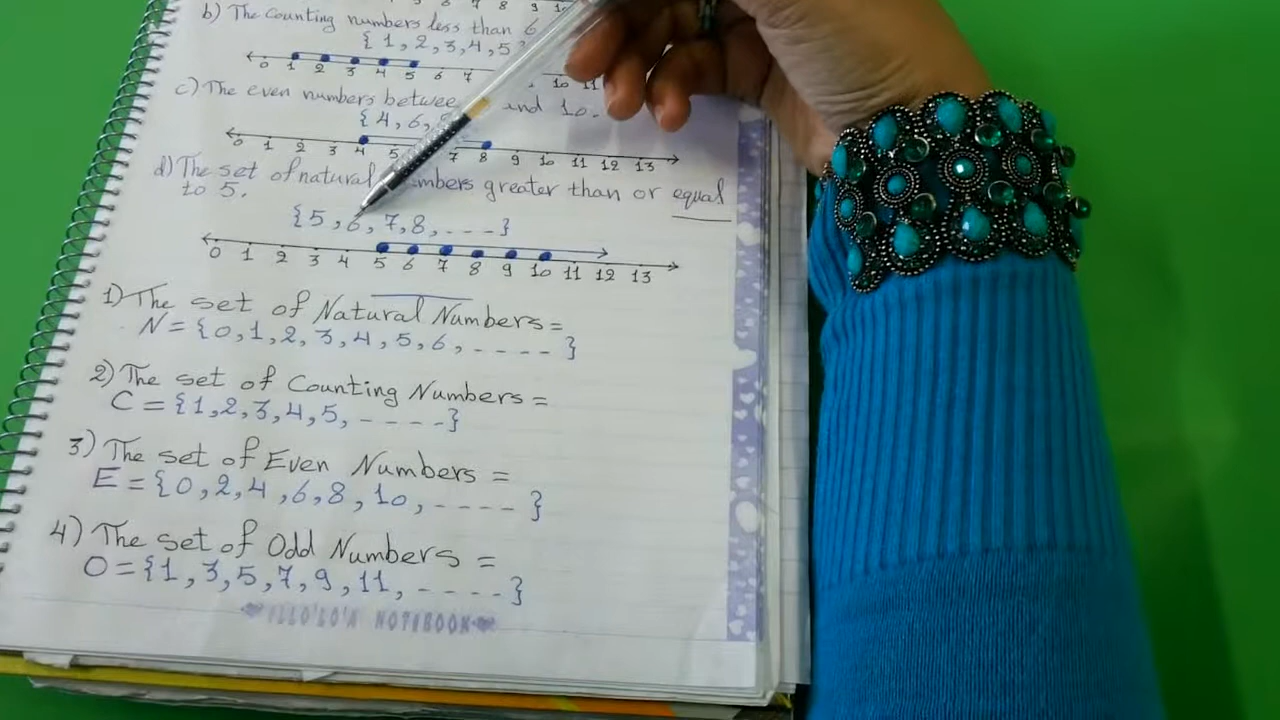 b) The Counting numbers less than 6
{ 1, 2, 3, 4, 5
0 1 2 3 4 5 6 7 10 11
c) The even numbers between and 10.
{ 4, 6,
0 1 2 3 4 5 7 8 9 10 11 12 13
d) The set of natural numbers greater than or equal
to 5.
{5, 6, 7, 8, - - - }
0 1 2 3 4 5 6 7 8 9 10 11 12 13
1) The set of Natural Numbers =
N = {0, 1, 2, 3, 4, 5, 6, - - - - }
2) The set of Counting Numbers =
C = {1, 2, 3, 4, 5, - - - - }
3) The set of Even Numbers =
E = {0, 2, 4, 6, 8, 10, - - - - }
4) The set of Odd Numbers =
O = {1, 3, 5, 7, 9, 11, - - - - }
NOTEBOOK